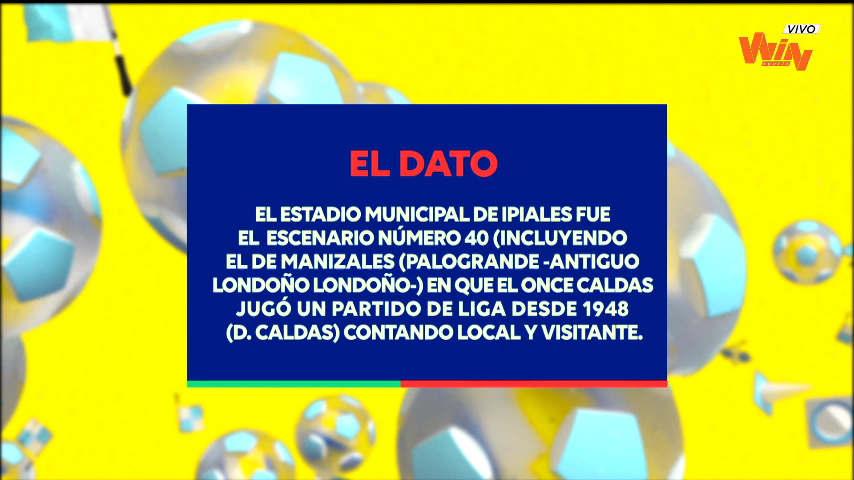 VIVO
WIN
SPORTS
EL DATO
EL ESTADIO MUNICIPAL DE IPIALES FUE
EL ESCENARIO NÚMERO 40 (INCLUYENDO
EL DE MANIZALES (PALOGRANDE -ANTIGUO
LONDOÑO LONDOÑO-) EN QUE EL ONCE CALDAS
JUGÓ UN PARTIDO DE LIGA DESDE 1948
(D. CALDAS) CONTANDO LOCAL Y VISITANTE.